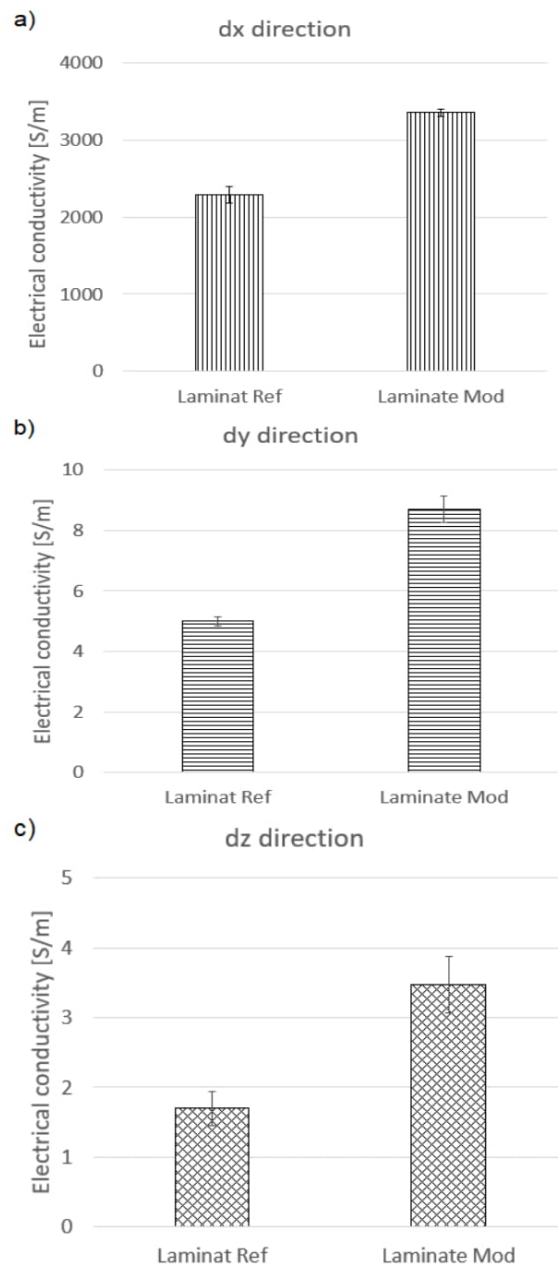 a)
dx direction
Electrical conductivity [S/m]
4000
3000
2000
1000
0
Laminat Ref
Laminate Mod
b)
dy direction
Electrical conductivity [S/m]
10
8
6
4
2
0
Laminat Ref
Laminate Mod
c)
dz direction
Electrical conductivity [S/m]
5
4
3
2
1
0
Laminat Ref
Laminate Mod